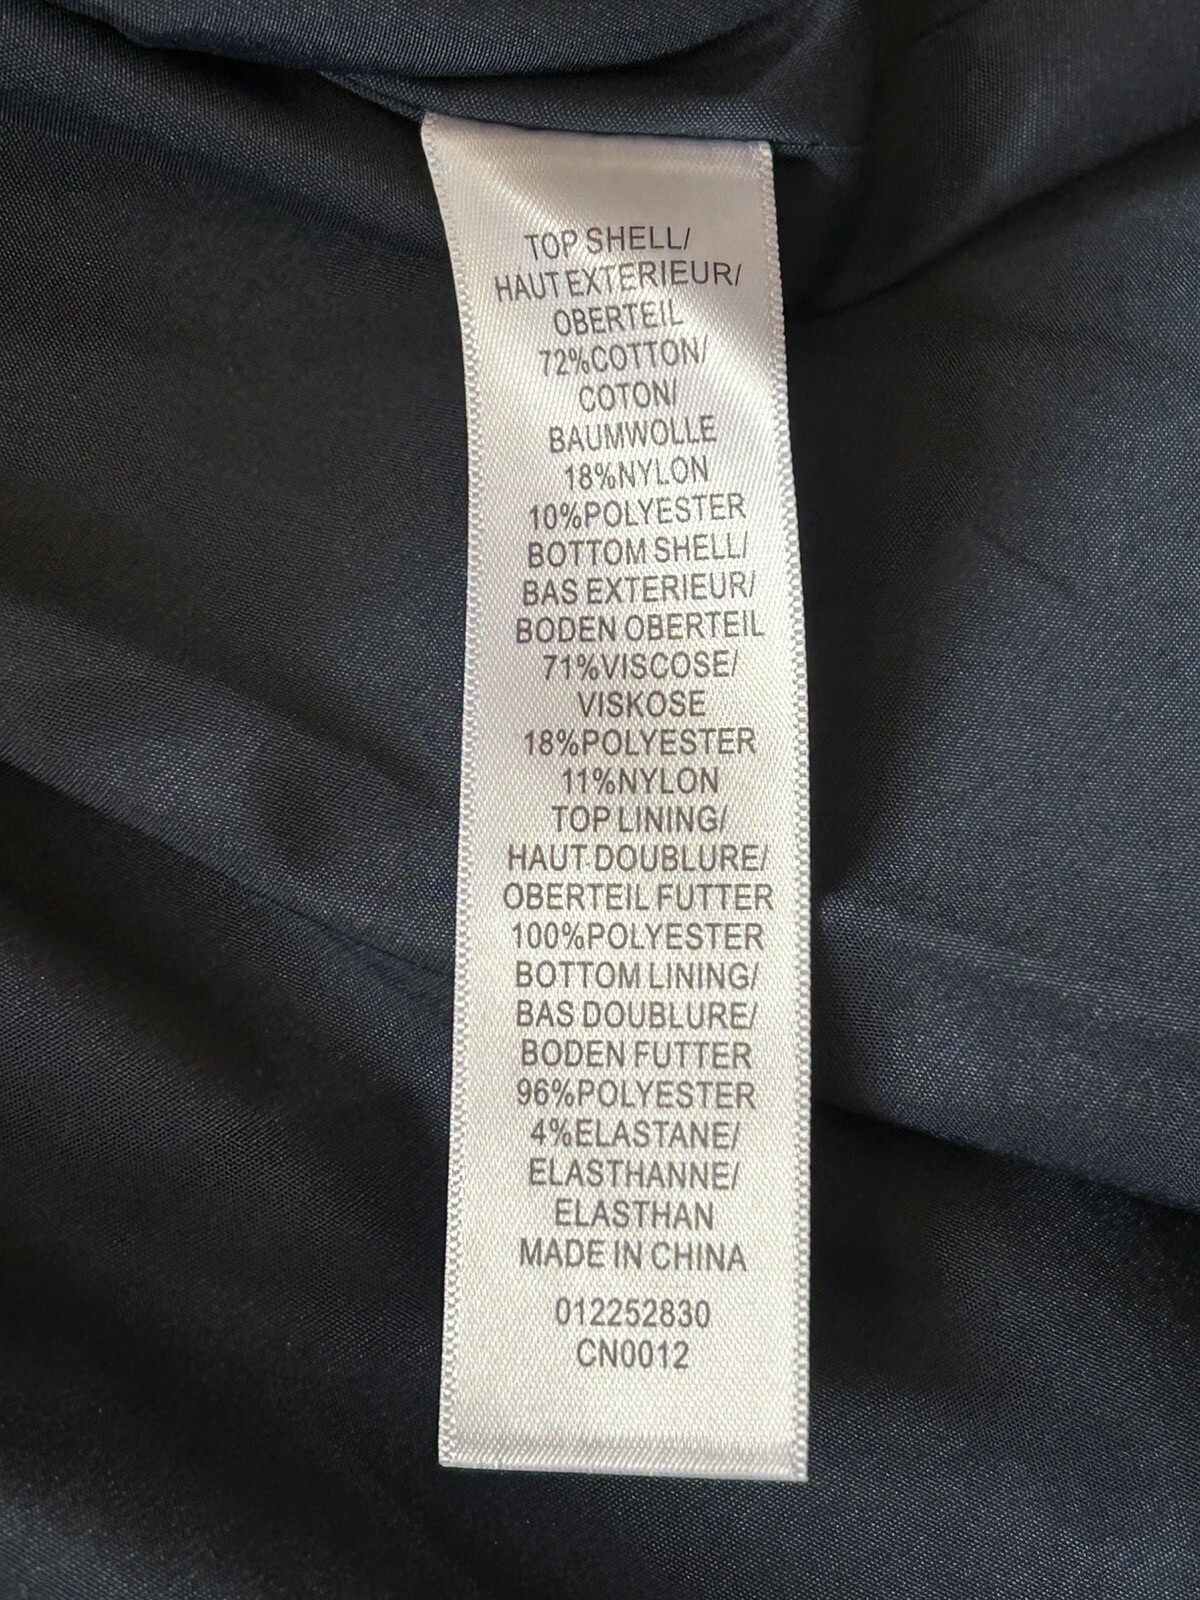 TOP SHELL/
HAUT EXTERIEUR/
OBERTEIL
72%COTTON/
COTON/
BAUMWOLLE
18%NYLON
10%POLYESTER
BOTTOM SHELL/
BAS EXTERIEUR/
BODEN OBERTEIL
71%VISCOSE/
VISKOSE
18%POLYESTER
11%NYLON
TOP LINING/
HAUT DOUBLURE/
OBERTEIL FUTTER
100%POLYESTER
BOTTOM LINING/
BAS DOUBLURE/
BODEN FUTTER
96%POLYESTER
4%ELASTANE/
ELASTHANNE/
ELASTHAN
MADE IN CHINA
012252830
CN0012